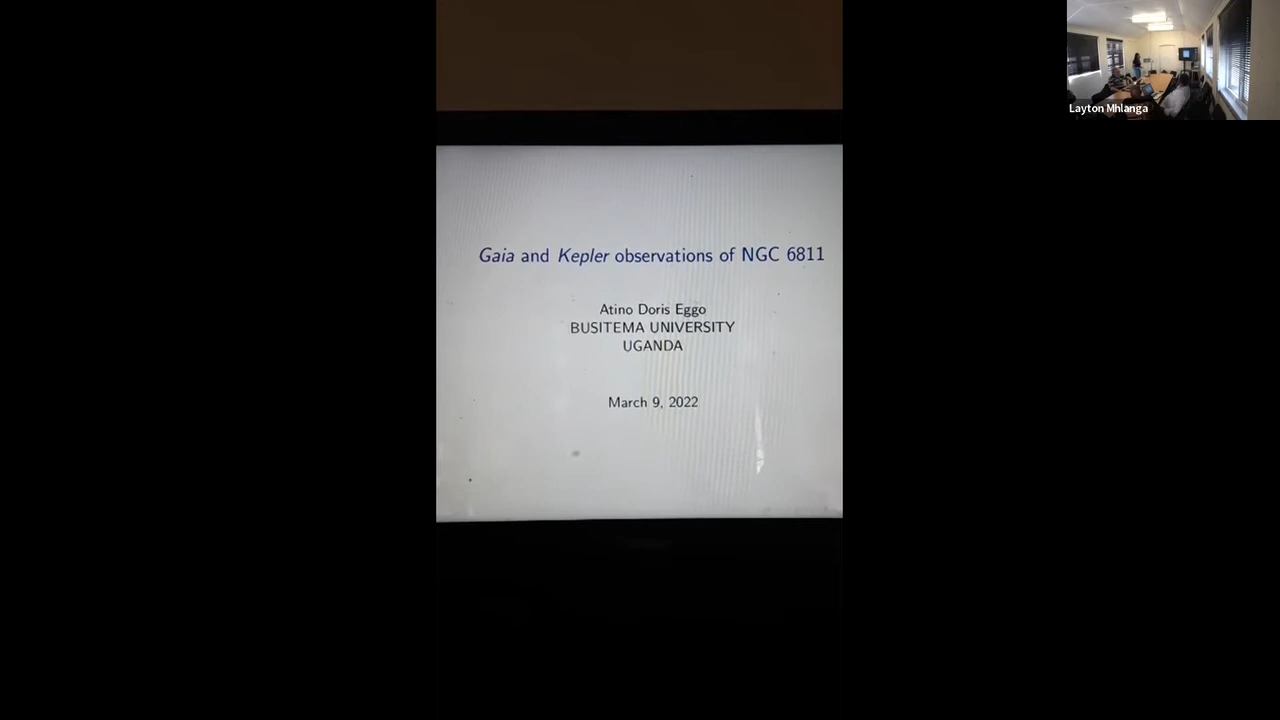 Gaia and Kepler observations of NGC 6811
Atino Doris Eggo
BUSITEMA UNIVERSITY
UGANDA
March 9, 2022
Layton Mhlanga